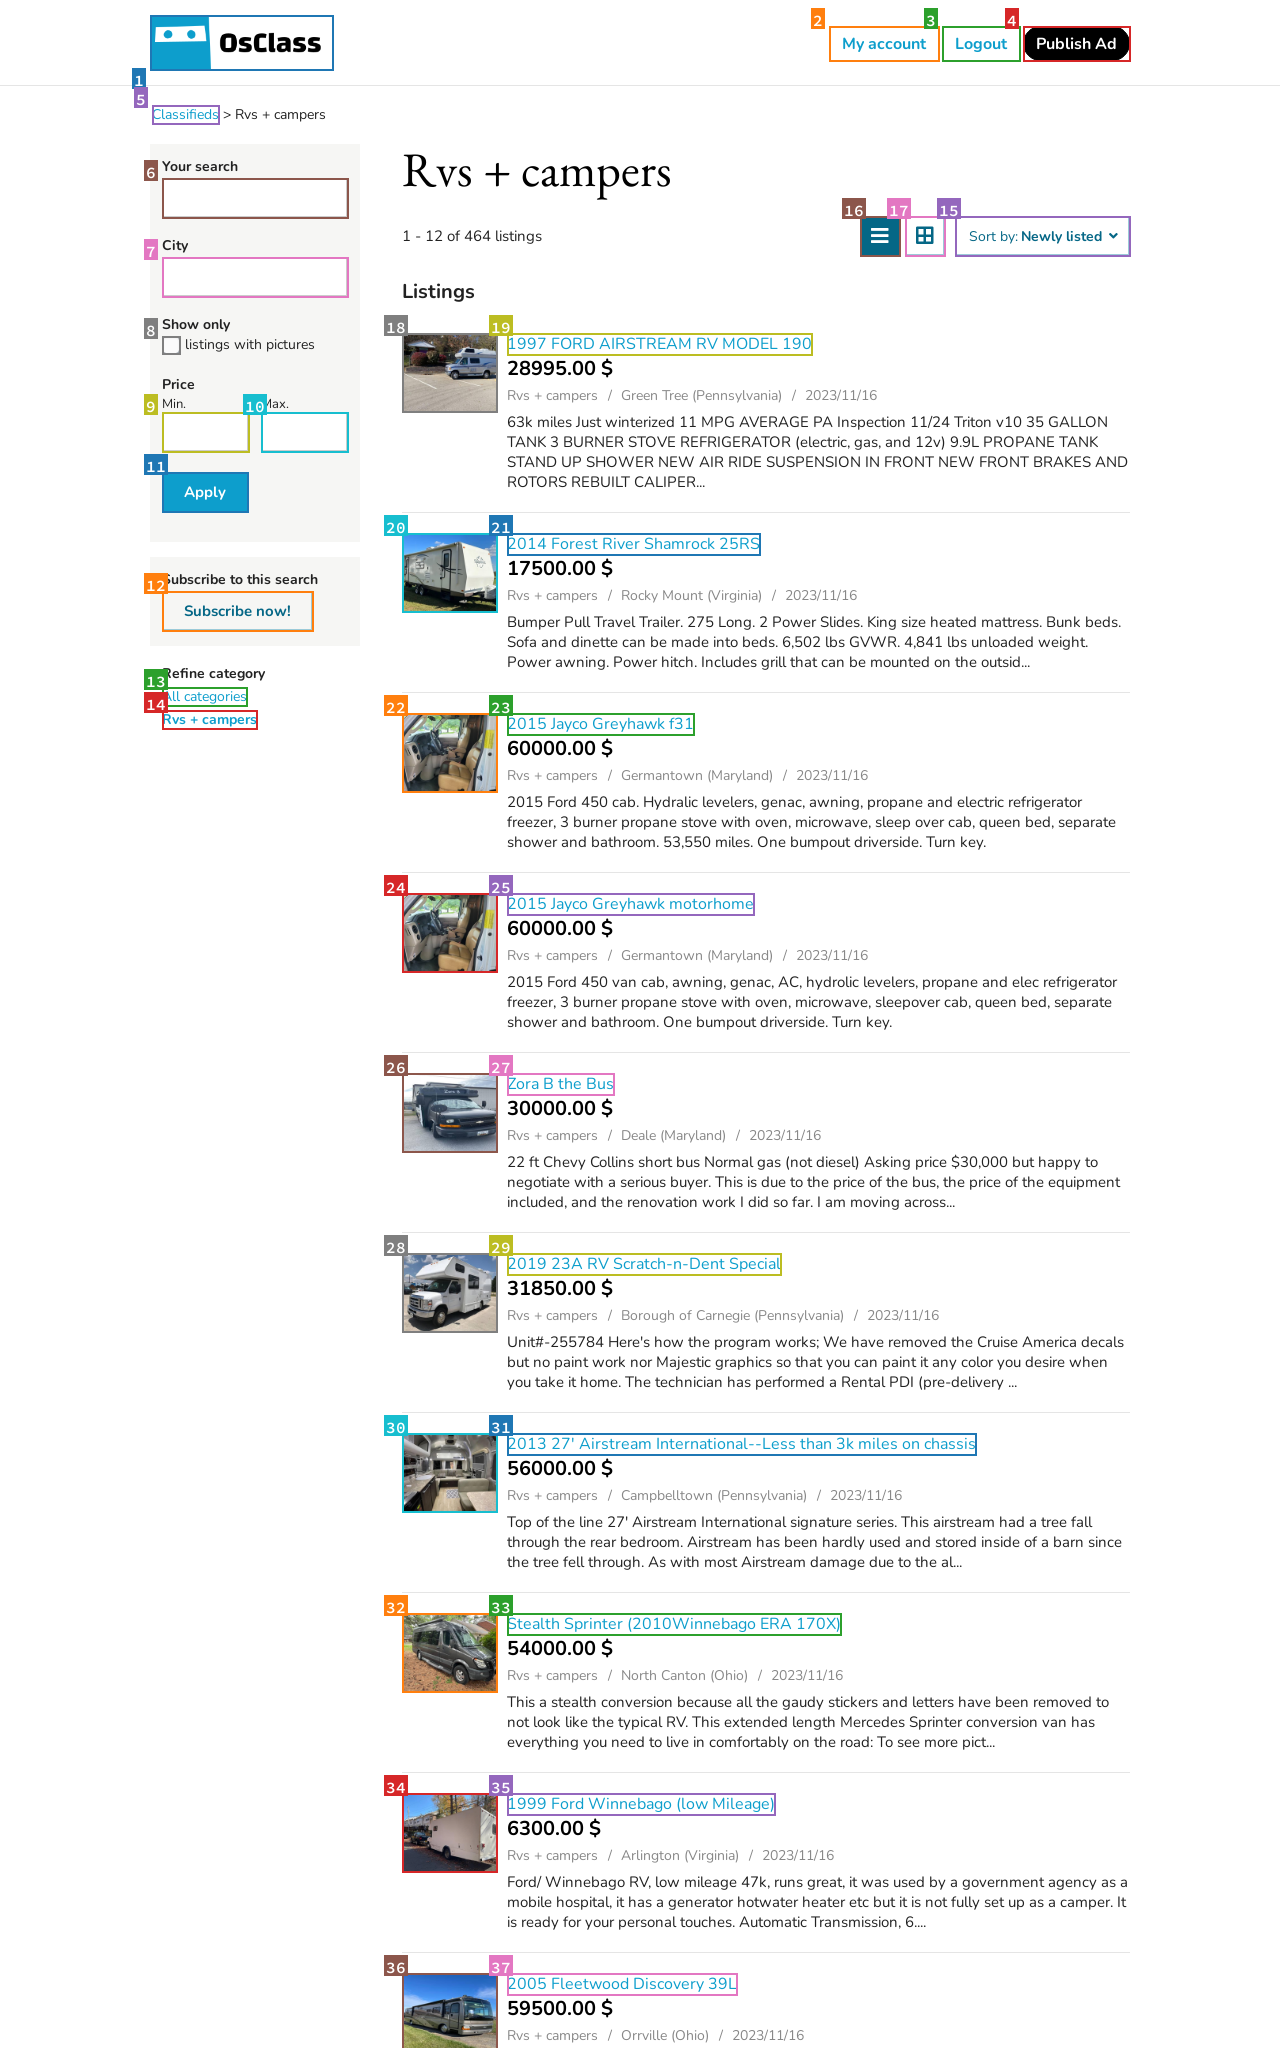 OsClass
2
My account
3
Logout
4
Publish Ad
1
5
Classifieds > Rvs + campers
6
Your search
7
City
8
Show only
listings with pictures
Price
9
Min.
10
Max.
11
Apply
Subscribe to this search
12
Subscribe now!
Refine category
13
All categories
14
Rvs + campers
Rvs + campers
1 - 12 of 464 listings
16
17
15
Sort by: Newly listed
Listings
18
19
1997 FORD AIRSTREAM RV MODEL 190
28995.00 $
Rvs + campers / Green Tree (Pennsylvania) / 2023/11/16
63k miles Just winterized 11 MPG AVERAGE PA Inspection 11/24 Triton v10 35 GALLON
TANK 3 BURNER STOVE REFRIGERATOR (electric, gas, and 12v) 9.9L PROPANE TANK
STAND UP SHOWER NEW AIR RIDE SUSPENSION IN FRONT NEW FRONT BRAKES AND
ROTORS REBUILT CALIPER...
20
21
2014 Forest River Shamrock 25RS
17500.00 $
Rvs + campers / Rocky Mount (Virginia) / 2023/11/16
Bumper Pull Travel Trailer. 275 Long. 2 Power Slides. King size heated mattress. Bunk beds.
Sofa and dinette can be made into beds. 6,502 lbs GVWR. 4,841 lbs unloaded weight.
Power awning. Power hitch. Includes grill that can be mounted on the outsid...
22
23
2015 Jayco Greyhawk f31
60000.00 $
Rvs + campers / Germantown (Maryland) / 2023/11/16
2015 Ford 450 cab. Hydralic levelers, genac, awning, propane and electric refrigerator
freezer, 3 burner propane stove with oven, microwave, sleep over cab, queen bed, separate
shower and bathroom. 53,550 miles. One bumpout driverside. Turn key.
24
25
2015 Jayco Greyhawk motorhome
60000.00 $
Rvs + campers / Germantown (Maryland) / 2023/11/16
2015 Ford 450 van cab, awning, genac, AC, hydrolic levelers, propane and elec refrigerator
freezer, 3 burner propane stove with oven, microwave, sleepover cab, queen bed, separate
shower and bathroom. One bumpout driverside. Turn key.
26
27
Zora B the Bus
30000.00 $
Rvs + campers / Deale (Maryland) / 2023/11/16
22 ft Chevy Collins short bus Normal gas (not diesel) Asking price $30,000 but happy to
negotiate with a serious buyer. This is due to the price of the bus, the price of the equipment
included, and the renovation work I did so far. I am moving across...
28
29
2019 23A RV Scratch-n-Dent Special
31850.00 $
Rvs + campers / Borough of Carnegie (Pennsylvania) / 2023/11/16
Unit#-255784 Here's how the program works; We have removed the Cruise America decals
but no paint work nor Majestic graphics so that you can paint it any color you desire when
you take it home. The technician has performed a Rental PDI (pre-delivery ...
30
31
2013 27' Airstream International--Less than 3k miles on chassis
56000.00 $
Rvs + campers / Campbelltown (Pennsylvania) / 2023/11/16
Top of the line 27' Airstream International signature series. This airstream had a tree fall
through the rear bedroom. Airstream has been hardly used and stored inside of a barn since
the tree fell through. As with most Airstream damage due to the al...
32
33
Stealth Sprinter (2010Winnebago ERA 170X)
54000.00 $
Rvs + campers / North Canton (Ohio) / 2023/11/16
This a stealth conversion because all the gaudy stickers and letters have been removed to
not look like the typical RV. This extended length Mercedes Sprinter conversion van has
everything you need to live in comfortably on the road: To see more pict...
34
35
1999 Ford Winnebago (low Mileage)
6300.00 $
Rvs + campers / Arlington (Virginia) / 2023/11/16
Ford/ Winnebago RV, low mileage 47k, runs great, it was used by a government agency as a
mobile hospital, it has a generator hotwater heater etc but it is not fully set up as a camper. It
is ready for your personal touches. Automatic Transmission, 6....
36
37
2005 Fleetwood Discovery 39L
59500.00 $
Rvs + campers / Orrville (Ohio) / 2023/11/16